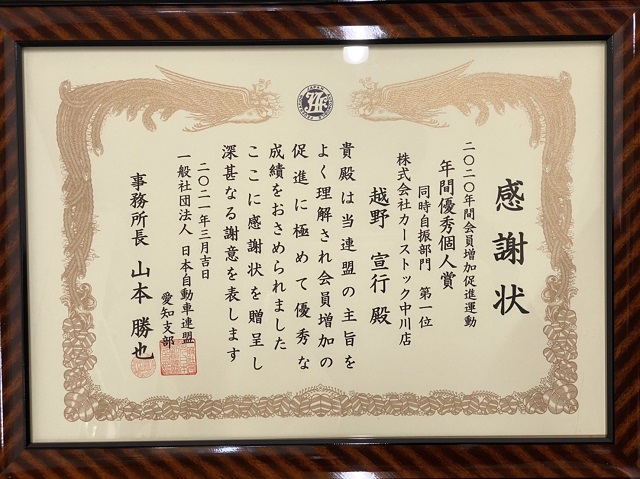 感謝状
二〇二〇年間会員増加促進運動
年間優秀個人賞
同時自振部門 第一位
株式会社カーストック中川店
越野 宣行 殿
貴殿は当連盟の主旨を
よく理解され会員増加の
促進に極めて優秀な
成績をおさめられました
ここに感謝状を贈呈し
深甚なる謝意を表します
二〇二一年三月吉日
一般社団法人 日本自動車連盟
愛知支部
事務所長 山本 勝也